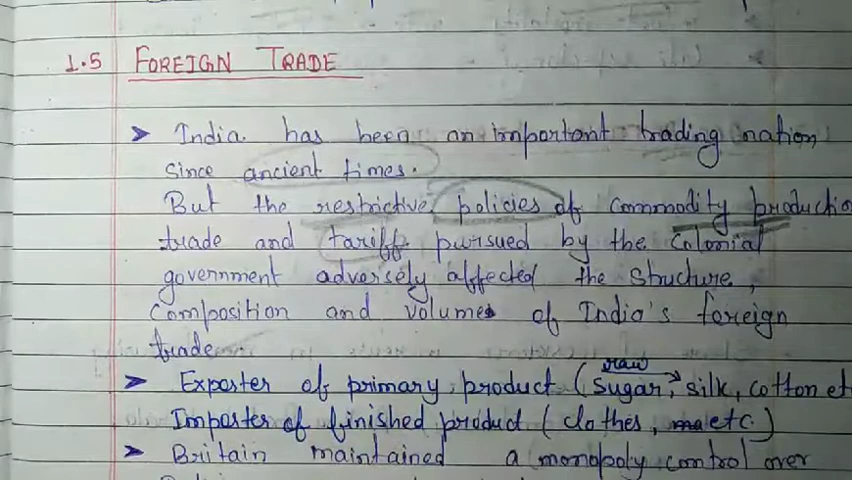 1.5 FOREIGN TRADE
➤ India has been an important trading nation,
since ancient times.
But the restrictive policies of commodity productio
trade and tariff pursued by the colonial
government adversely affected the structure,
composition and volumes of India's foreign
trade.
raw
➤ Exporter of primary product (sugar, silk, cotton etc
Importer of finished product (clothes, etc.)
➤ Britain maintained a monopoly control over